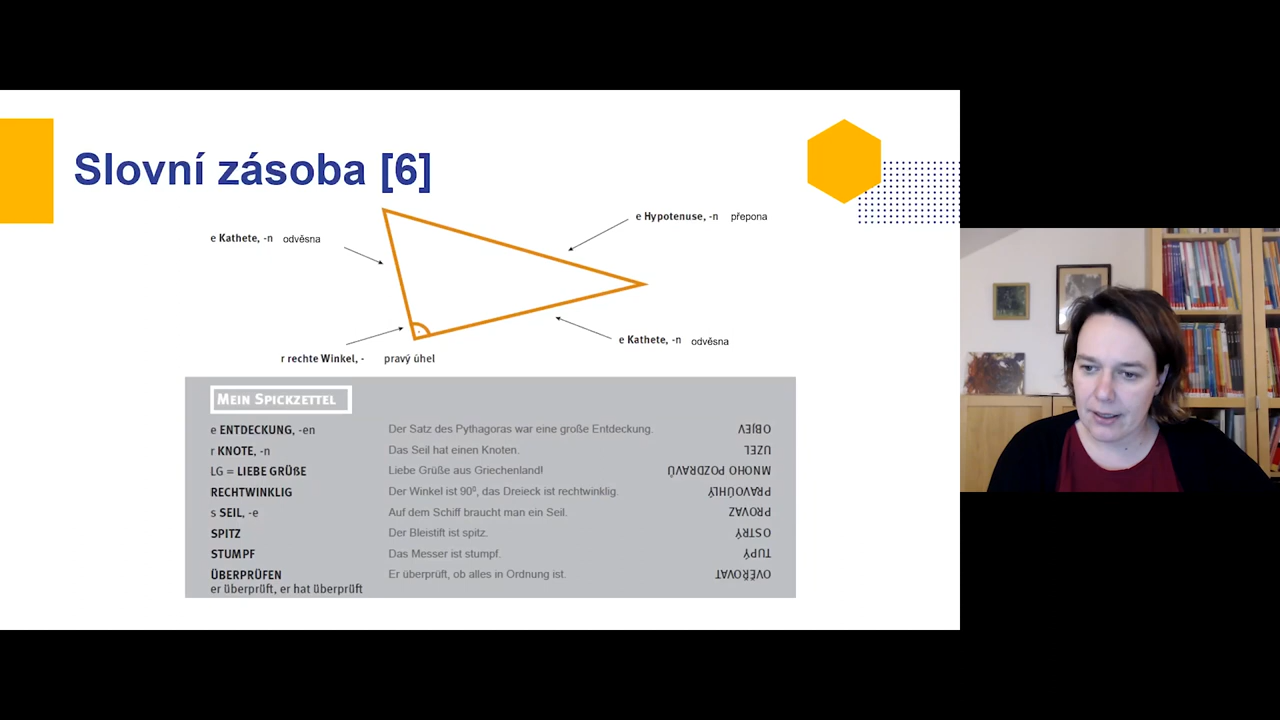 Slovní zásoba [6]
e Hypotenuse, -n přepona
e Kathete, -n odvěsna
e Kathete, -n odvěsna
r rechte Winkel, - pravý úhel
MEIN SPICKZETTEL
e ENTDECKUNG, -en Der Satz des Pythagoras war eine große Entdeckung. OBJEV
r KNOTE, -n Das Seil hat einen Knoten. UZEL
LG = LIEBE GRÜßE Liebe Grüße aus Griechenland! MNOHO POZDRAVŮ
RECHTWINKLIG Der Winkel ist 90⁰, das Dreieck ist rechtwinklig. PRAVOÚHLÝ
s SEIL, -e Auf dem Schiff braucht man ein Seil. PROVAZ
SPITZ Der Bleistift ist spitz. OSTRÝ
STUMPF Das Messer ist stumpf. TUPÝ
ÜBERPRÜFEN Er überprüft, ob alles in Ordnung ist. OVĚŘOVAT
er überprüft, er hat überprüft